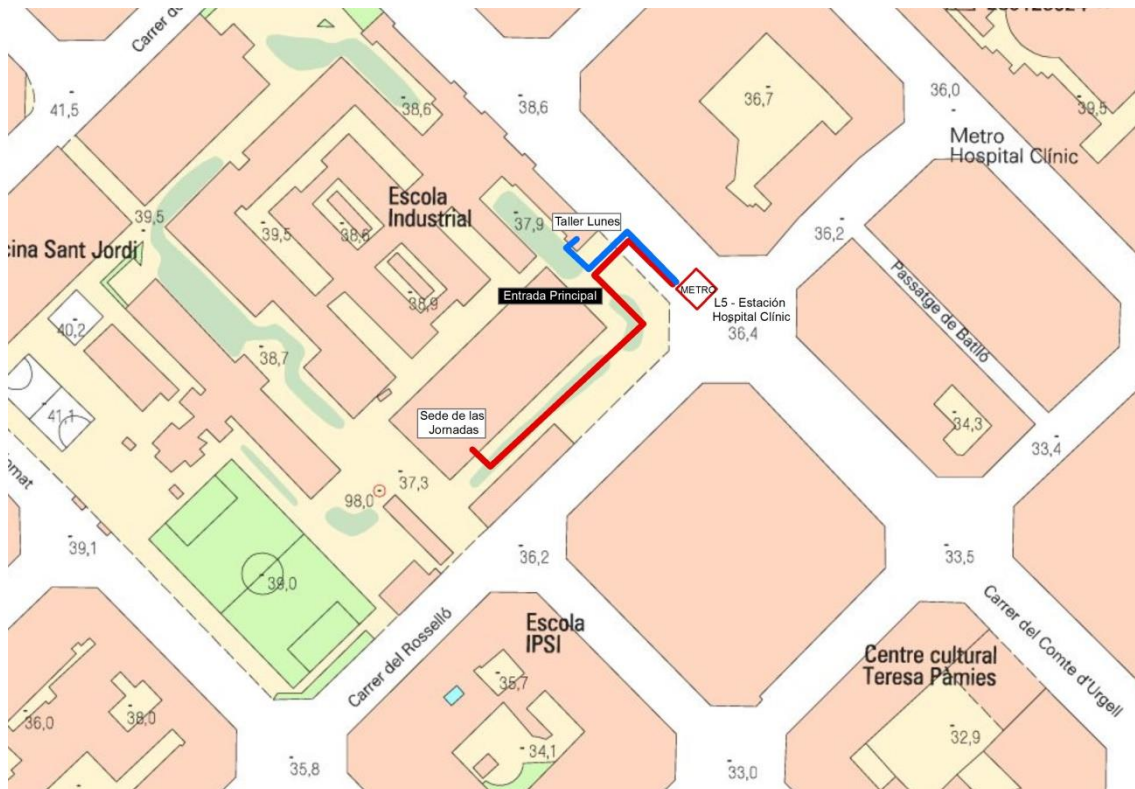 Carrer de
41,5
38,6
38,6
36,7
36,0
39,5
Metro
Hospital Clínic
Escola
Industrial
37,9
Taller Lunes
39,5
39,5
38,6
36,2
cina Sant Jordi
Entrada Principal
METRO
L5 - Estación
Hospital Clínic
38,9
36,4
Passatge de Batlló
40,2
38,7
41,1
Sede de las
Jornadas
34,3
33,4
37,3
98,0
39,1
36,2
33,5
39,0
Carrer del Rosselló
Escola
IPSI
Carrer del Comte d'Urgell
Centre cultural
Teresa Pàmies
35,7
36,0
38,0
34,1
32,9
35,8
33,0